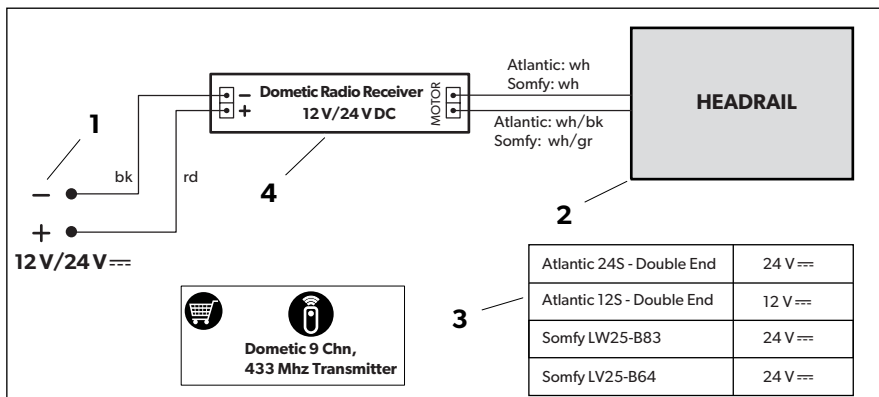 Atlantic: wh
Somfy: wh
Dometic Radio Receiver
12 V/24 V DC
−
+
MOTOR
HEADRAIL
Atlantic: wh/bk
Somfy: wh/gr
1
bk
rd
4
2
−
+
12 V/24 V ⎓
3
Atlantic 24S - Double End 24 V ⎓
Atlantic 12S - Double End 12 V ⎓
Somfy LW25-B83 24 V ⎓
Somfy LV25-B64 24 V ⎓
Dometic 9 Chn,
433 Mhz Transmitter